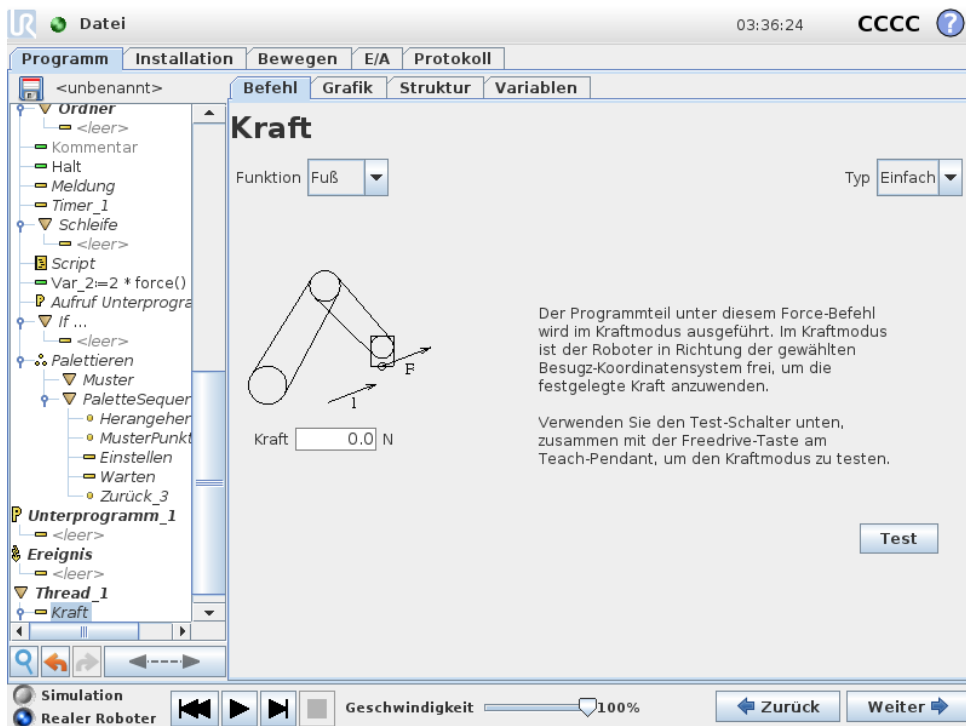 UR Datei 03:36:24 CCCC ?
Programm Installation Bewegen E/A Protokoll
<unbenannt> Befehl Grafik Struktur Variablen
Ordner
<leer>
Kommentar
Halt
Meldung
Timer_1
Schleife
<leer>
Script
Var_2:=2 * force()
P Aufruf Unterprogra
If ...
<leer>
Palettieren
Muster
PaletteSequer
Herangeher
MusterPunkt
Einstellen
Warten
Zurück_3
P Unterprogramm_1
<leer>
Ereignis
<leer>
Thread_1
Kraft
Kraft
Funktion Fuß Typ Einfach
F
1
Kraft 0.0 N
Der Programmteil unter diesem Force-Befehl
wird im Kraftmodus ausgeführt. Im Kraftmodus
ist der Roboter in Richtung der gewählten
Besugz-Koordinatensystem frei, um die
festgelegte Kraft anzuwenden.
Verwenden Sie den Test-Schalter unten,
zusammen mit der Freedrive-Taste am
Teach-Pendant, um den Kraftmodus zu testen.
Test
Simulation
Realer Roboter
Geschwindigkeit 100%
Zurück Weiter